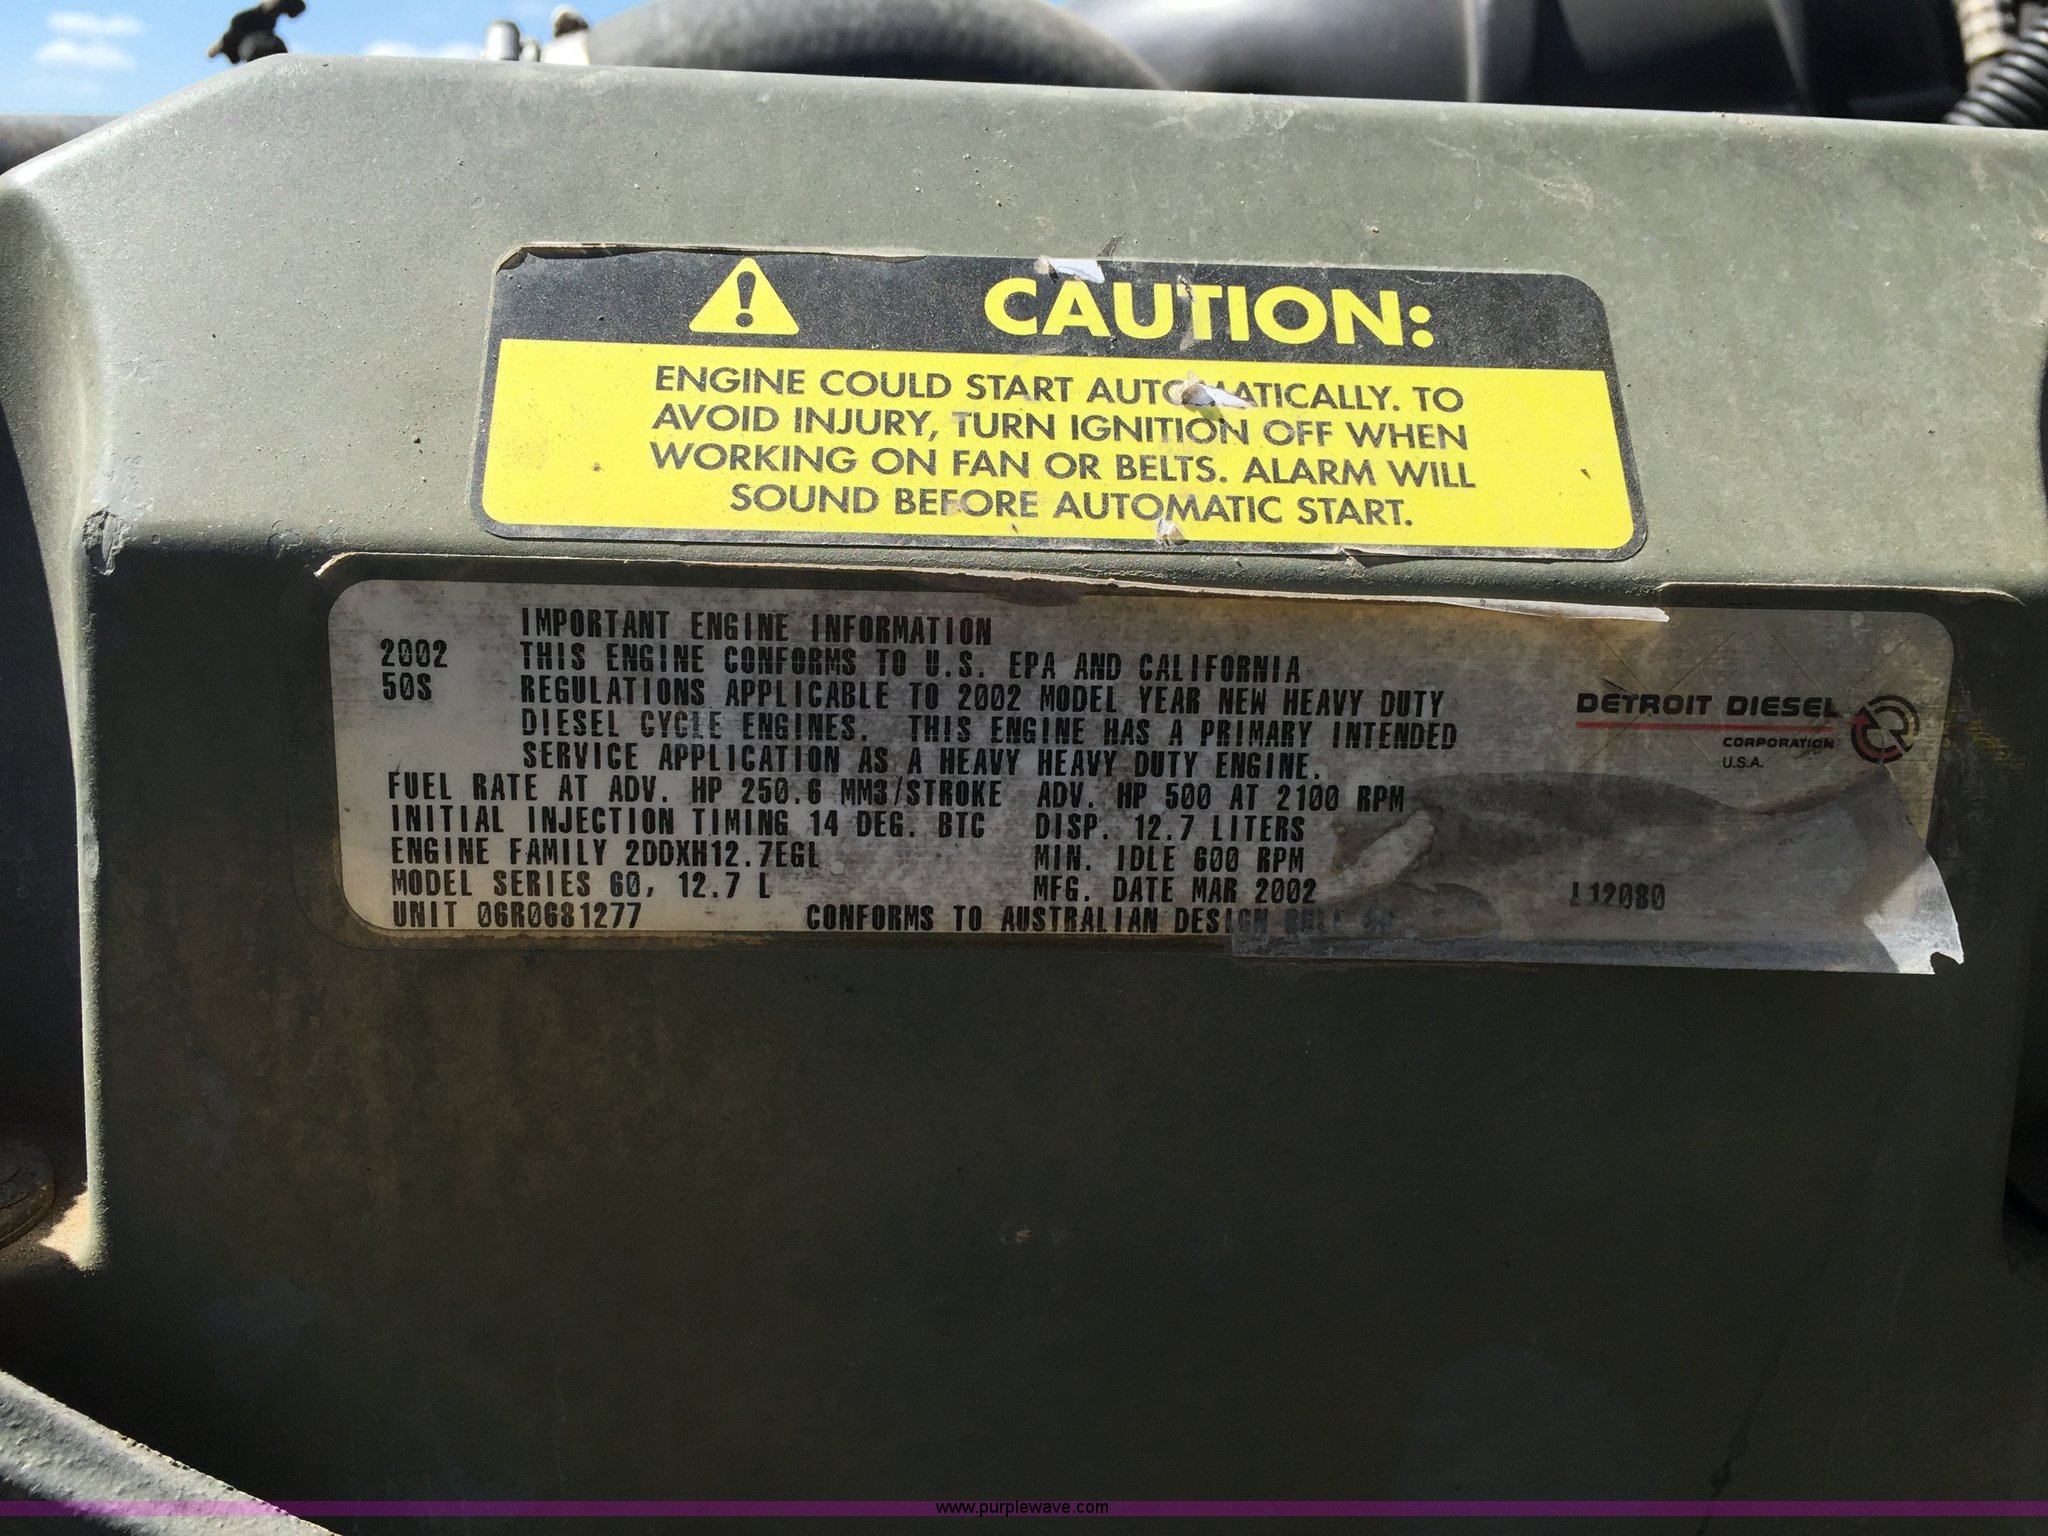 CAUTION:
ENGINE COULD START AUTOMATICALLY. TO
AVOID INJURY, TURN IGNITION OFF WHEN
WORKING ON FAN OR BELTS. ALARM WILL
SOUND BEFORE AUTOMATIC START.
IMPORTANT ENGINE INFORMATION
2002 THIS ENGINE CONFORMS TO U.S. EPA AND CALIFORNIA
50S REGULATIONS APPLICABLE TO 2002 MODEL YEAR NEW HEAVY DUTY
DIESEL CYCLE ENGINES. THIS ENGINE HAS A PRIMARY INTENDED
SERVICE APPLICATION AS A HEAVY HEAVY DUTY ENGINE.
DETROIT DIESEL
CORPORATION
U.S.A.
FUEL RATE AT ADV. HP 250.6 MM3/STROKE ADV. HP 500 AT 2100 RPM
INITIAL INJECTION TIMING 14 DEG. BTC DISP. 12.7 LITERS
ENGINE FAMILY 2DDXH12.7EGL MIN. IDLE 600 RPM
MODEL SERIES 60, 12.7 L MFG. DATE MAR 2002
UNIT 06R0681277 CONFORMS TO AUSTRALIAN DESIGN RULE
www.purplewave.com